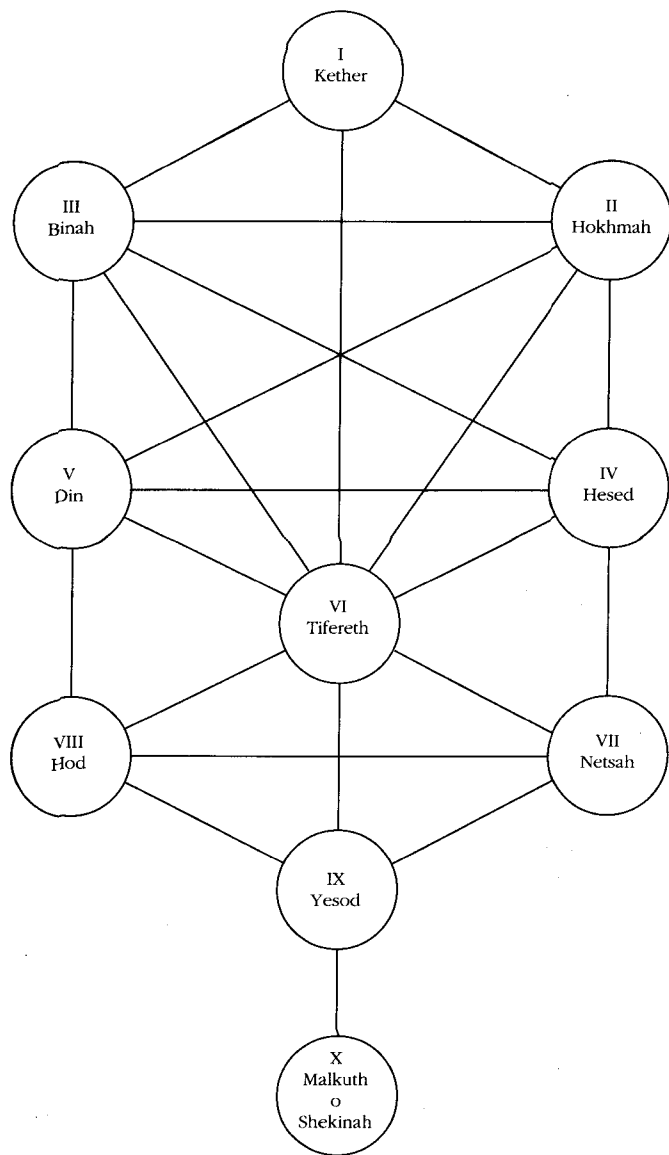 I
Kether
III
Binah
II
Hokhmah
V
Din
IV
Hesed
VI
Tifereth
VIII
Hod
VII
Netsah
IX
Yesod
X
Malkuth
o
Shekinah